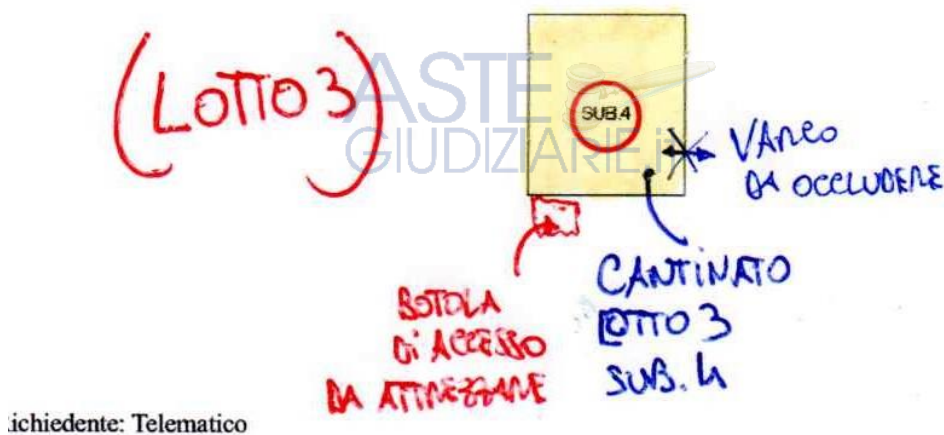 (LOTTO 3)
ASTE
GIUDIZIARIE.it
SUB.4
VARCO
DA OCCLUDERE
BOTOLA
Di ACCESSO
DA ATTREZZARE
CANTiNATO
LOTTO 3
SUB. 4
ichiedente: Telematico